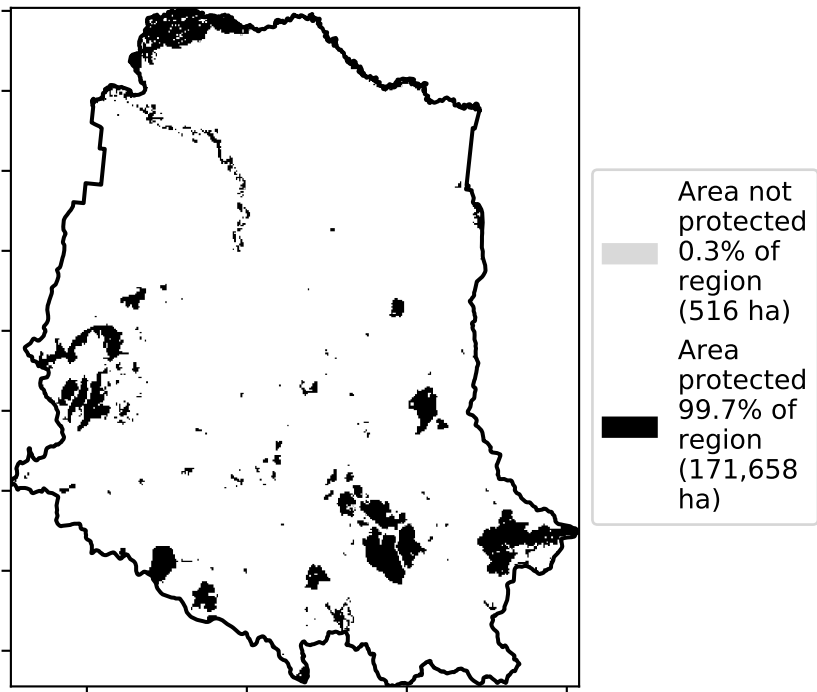 Area not
protected
0.3% of
region
(516 ha)
Area
protected
99.7% of
region
(171,658
ha)